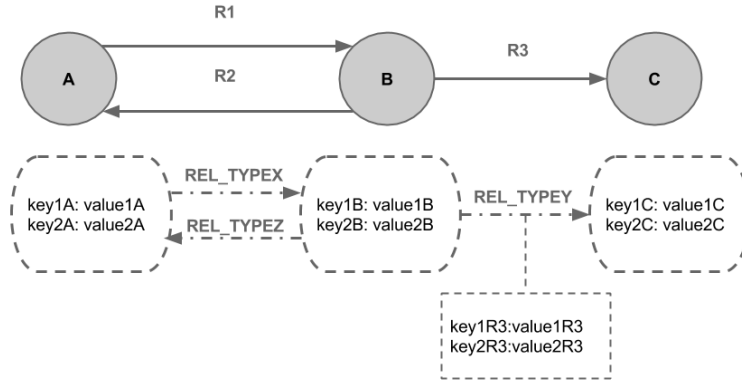 R1
A
R2
B
R3
C
REL_TYPEX
key1A: value1A
key2A: value2A
REL_TYPEZ
key1B: value1B
key2B: value2B
REL_TYPEY
key1C: value1C
key2C: value2C
key1R3:value1R3
key2R3:value2R3